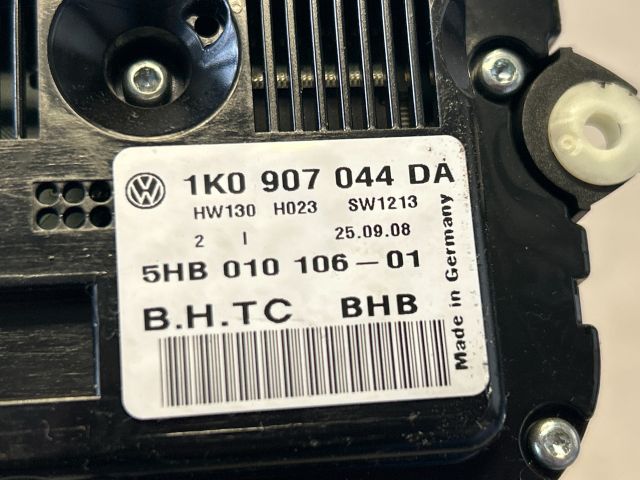 1K0 907 044 DA
HW130 H023 SW1213
2 I 25.09.08
5HB 010 106-01
B.H.TC BHB
Made in Germany